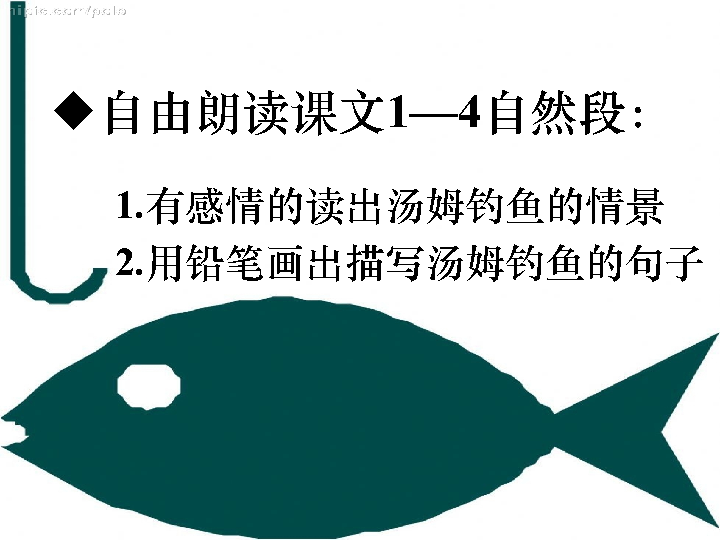 nipic.com/palo
◆自由朗读课文1—4自然段：
1.有感情的读出汤姆钓鱼的情景
2.用铅笔画出描写汤姆钓鱼的句子